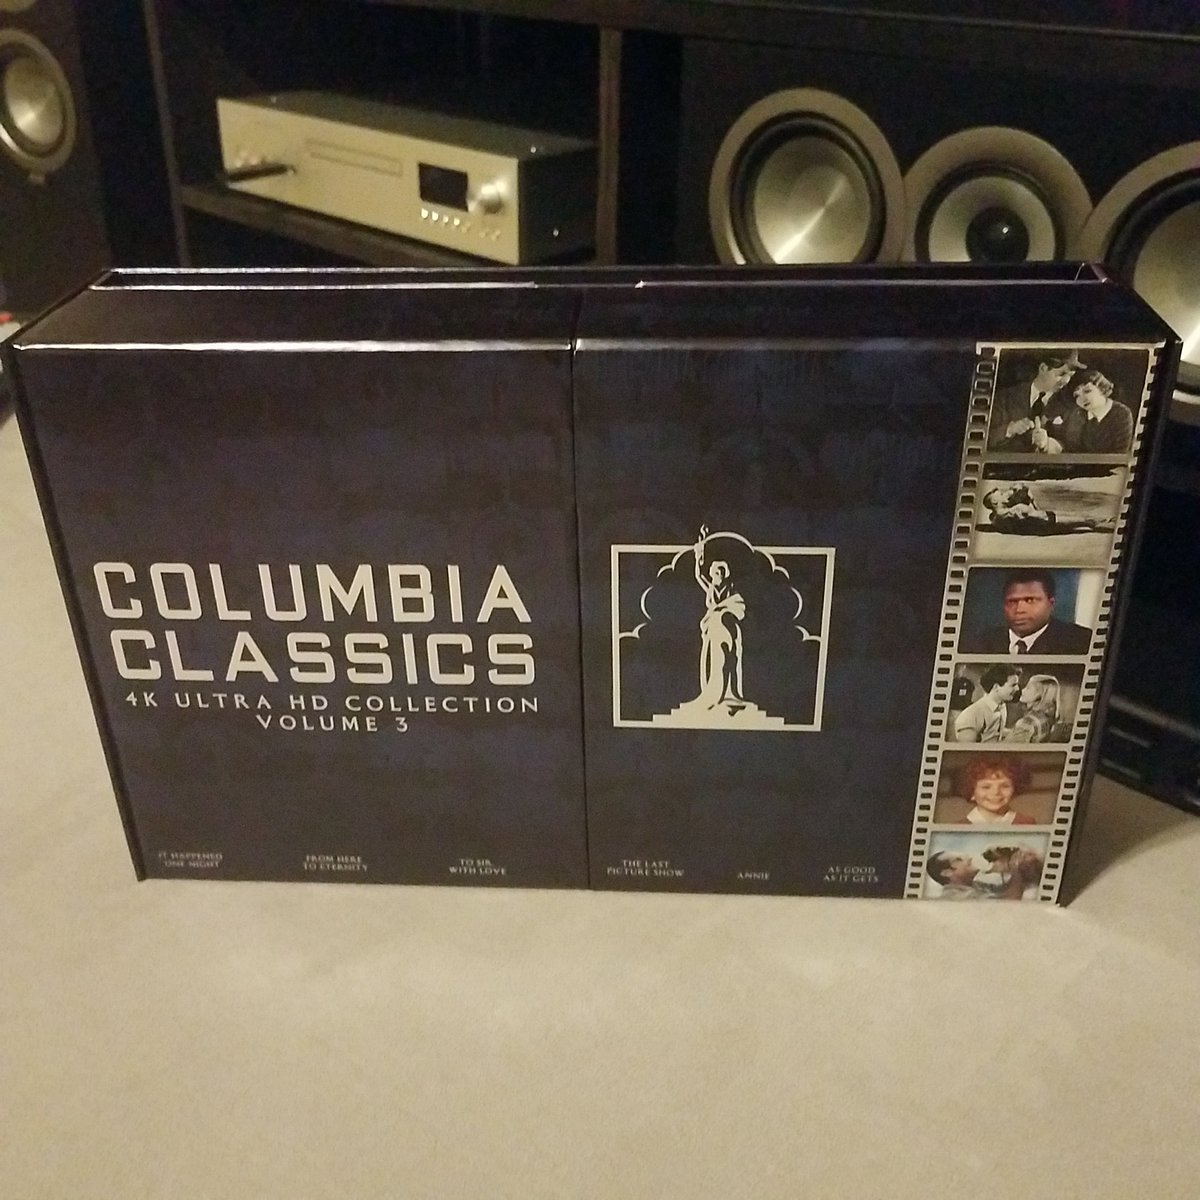 COLUMBIA
CLASSICS
4K ULTRA HD COLLECTION
VOLUME 3
IT HAPPENED
ONE NIGHT
FROM HERE
TO ETERNITY
TO SIR,
WITH LOVE
THE LAST
PICTURE SHOW
ANNIE
AS GOOD
AS IT GETS